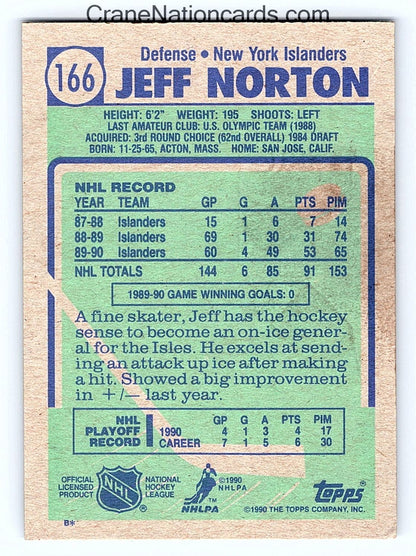 CraneNationcards.com
166
Defense • New York Islanders
JEFF NORTON
HEIGHT: 6'2" WEIGHT: 195 SHOOTS: LEFT
LAST AMATEUR CLUB: U.S. OLYMPIC TEAM (1988)
ACQUIRED: 3rd ROUND CHOICE (62nd OVERALL) 1984 DRAFT
BORN: 11-25-65, ACTON, MASS. HOME: SAN JOSE, CALIF.
NHL RECORD
YEAR TEAM GP G A PTS PIM
87-88 Islanders 15 1 6 7 14
88-89 Islanders 69 1 30 31 74
89-90 Islanders 60 4 49 53 65
NHL TOTALS 144 6 85 91 153
1989-90 GAME WINNING GOALS: 0
A fine skater, Jeff has the hockey
sense to become an on-ice gener-
al for the Isles. He excels at send-
ing an attack up ice after making
a hit. Showed a big improvement
in +/— last year.
NHL PLAYOFF RECORD
GP G A PTS PIM
1990 4 1 3 4 17
CAREER 7 1 5 6 30
OFFICIAL LICENSED PRODUCT
NHL
NATIONAL HOCKEY LEAGUE
NHLPA
©1990 NHLPA
TOPPS
©1990 THE TOPPS COMPANY, INC.
B*